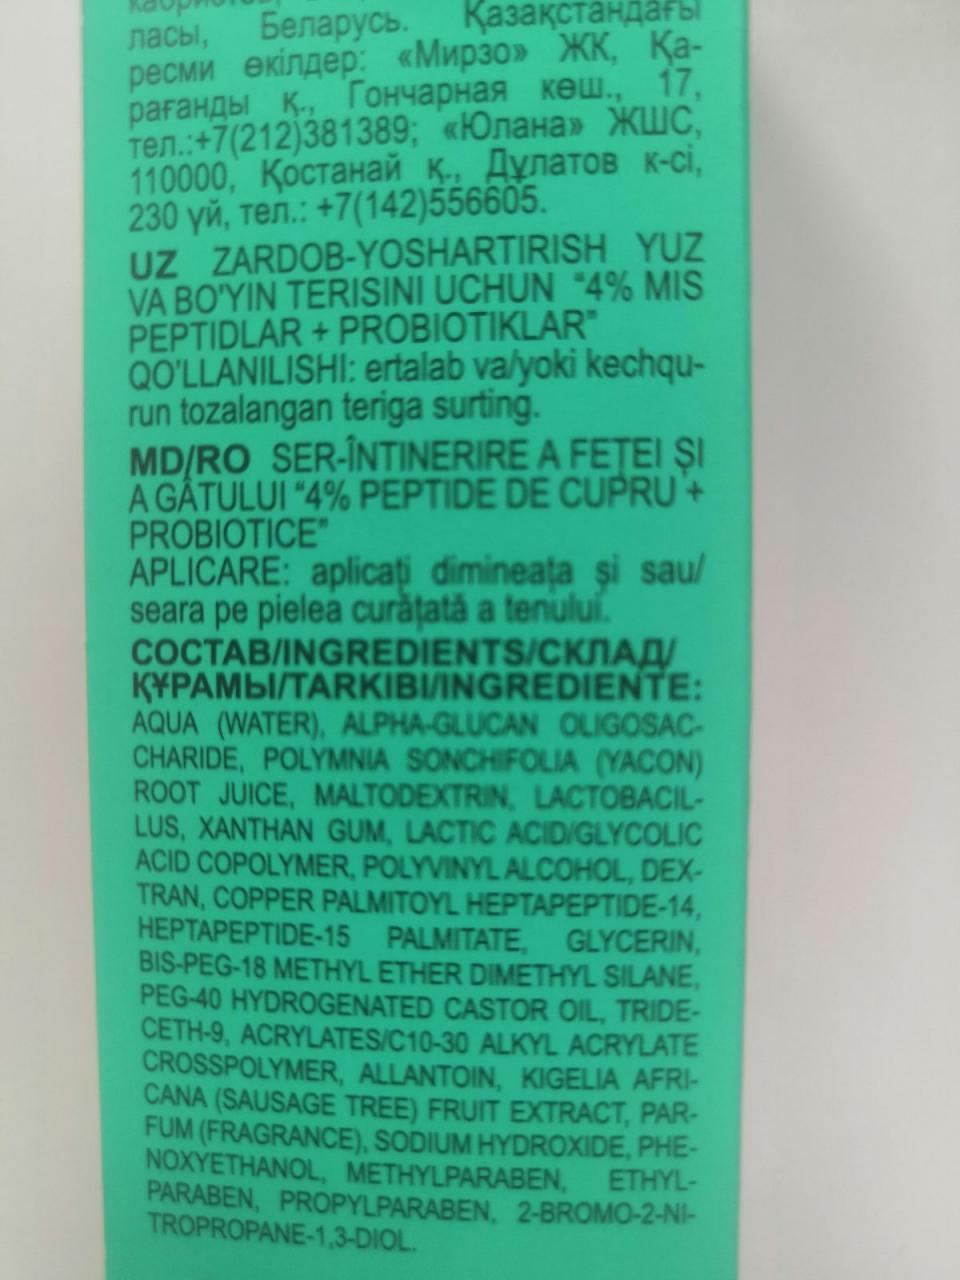 ласы, Беларусь. Қазақстандағы
ресми өкілдер: «Мирзо» ЖК, Қа-
рағанды қ., Гончарная көш., 17,
тел.:+7(212)381389; «Юлана» ЖШС,
110000, Қостанай қ., Дұлатов к-сі,
230 үй, тел.: +7(142)556605.
UZ ZARDOB-YOSHARTIRISH YUZ
VA BO'YIN TERISINI UCHUN "4% MIS
PEPTIDLAR + PROBIOTIKLAR"
QO'LLANILISHI: ertalab va/yoki kechqu-
run tozalangan teriga surting.
MD/RO SER-ÎNTINERIRE A FEȚEI ȘI
A GÂTULUI “4% PEPTIDE DE CUPRU +
PROBIOTICE”
APLICARE: aplicați dimineața și sau/
seara pe pielea curățată a tenului.
СОСТАВ/INGREDIENTS/СКЛАД/
ҚҰРАМЫ/TARKIBI/INGREDIENTE:
AQUA (WATER), ALPHA-GLUCAN OLIGOSAC-
CHARIDE, POLYMNIA SONCHIFOLIA (YACON)
ROOT JUICE, MALTODEXTRIN, LACTOBACIL-
LUS, XANTHAN GUM, LACTIC ACID/GLYCOLIC
ACID COPOLYMER, POLYVINYL ALCOHOL, DEX-
TRAN, COPPER PALMITOYL HEPTAPEPTIDE-14,
HEPTAPEPTIDE-15 PALMITATE, GLYCERIN,
BIS-PEG-18 METHYL ETHER DIMETHYL SILANE,
PEG-40 HYDROGENATED CASTOR OIL, TRIDE-
CETH-9, ACRYLATES/C10-30 ALKYL ACRYLATE
CROSSPOLYMER, ALLANTOIN, KIGELIA AFRI-
CANA (SAUSAGE TREE) FRUIT EXTRACT, PAR-
FUM (FRAGRANCE), SODIUM HYDROXIDE, PHE-
NOXYETHANOL, METHYLPARABEN, ETHYL-
PARABEN, PROPYLPARABEN, 2-BROMO-2-NI-
TROPROPANE-1,3-DIOL.